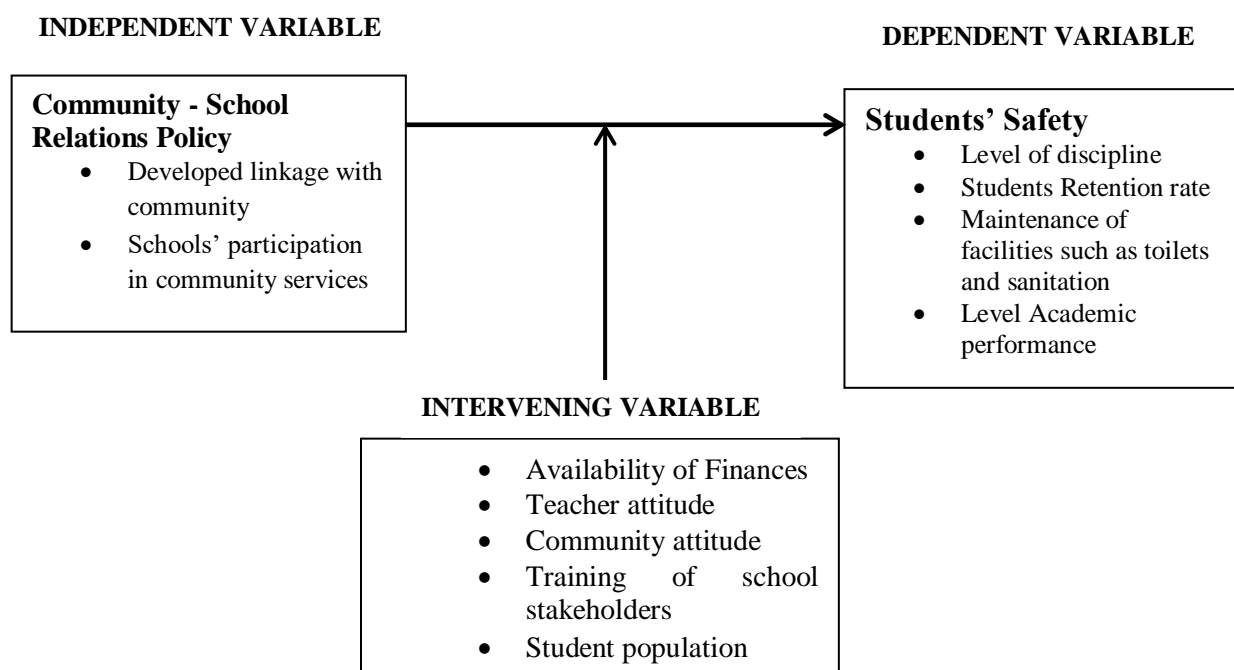 INDEPENDENT VARIABLE
DEPENDENT VARIABLE
Community - School
Relations Policy
• Developed linkage with
community
• Schools’ participation
in community services
Students’ Safety
• Level of discipline
• Students Retention rate
• Maintenance of
facilities such as toilets
and sanitation
• Level Academic
performance
INTERVENING VARIABLE
• Availability of Finances
• Teacher attitude
• Community attitude
• Training of school
stakeholders
• Student population